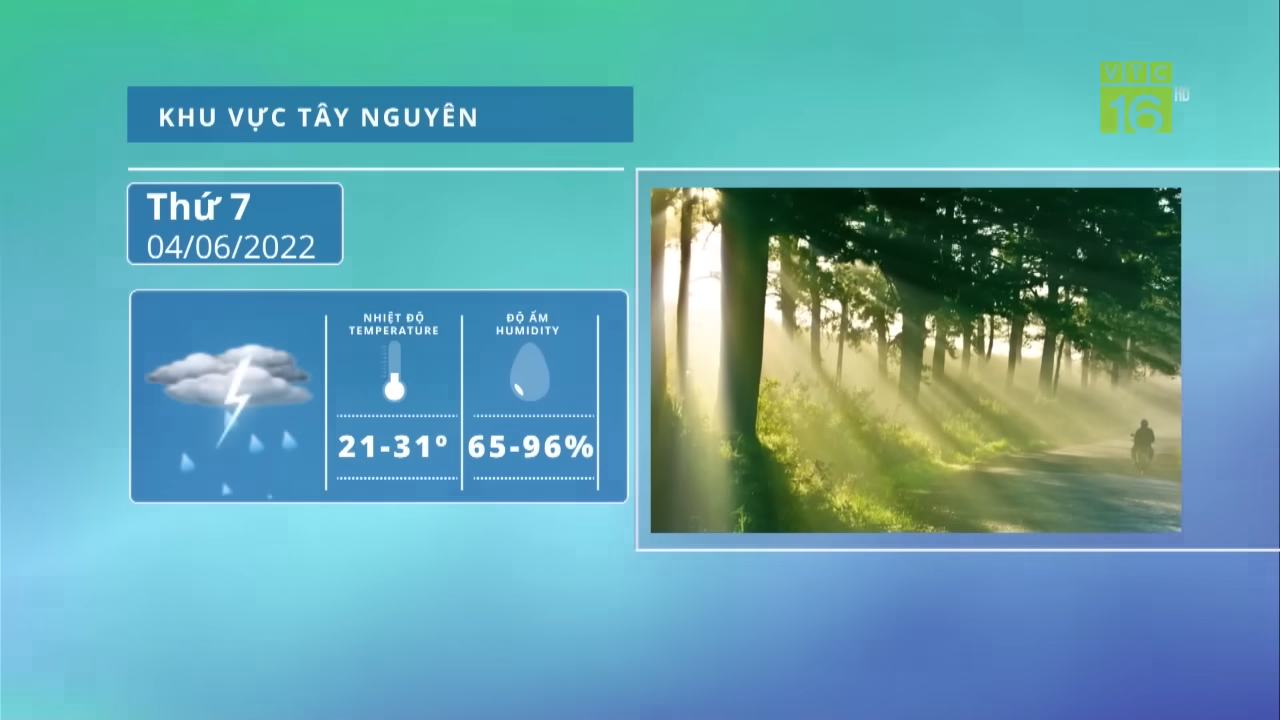 KHU VỰC TÂY NGUYÊN
VTC
16 HD
Thứ 7
04/06/2022
NHIỆT ĐỘ
TEMPERATURE
21-31º
ĐỘ ẨM
HUMIDITY
65-96%